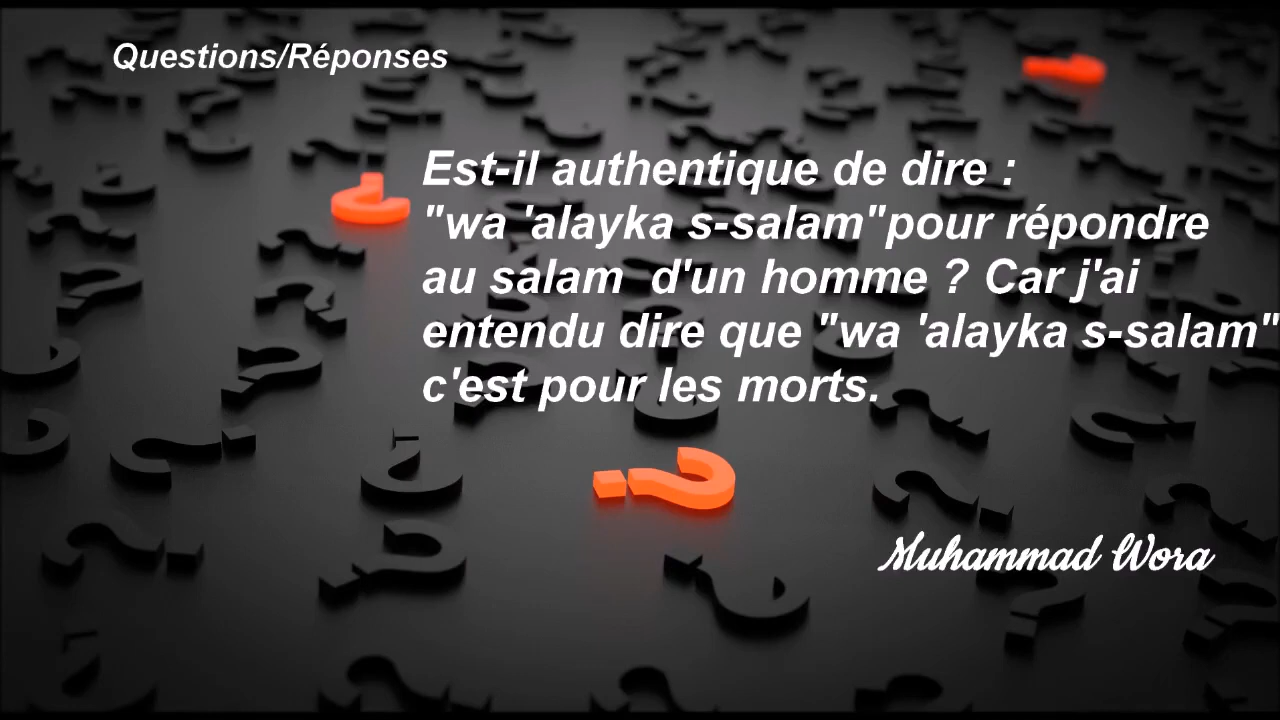 Questions/Réponses
Est-il authentique de dire :
"wa 'alayka s-salam"pour répondre
au salam  d'un homme ? Car j'ai
entendu dire que "wa 'alayka s-salam"
c'est pour les morts.
Muhammad Wora